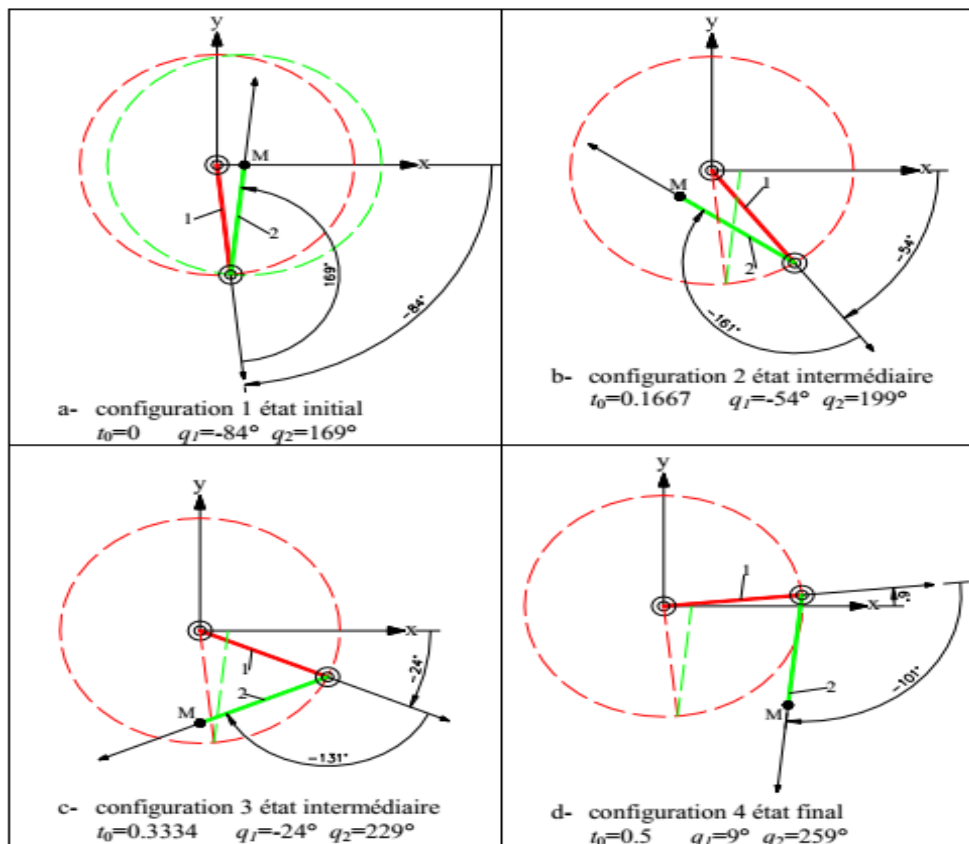 y
M
x
1
2
169°
-84°
a- configuration 1 état initial
t0=0 q1=-84° q2=169°
y
x
M
1
2
-54°
-161°
b- configuration 2 état intermédiaire
t0=0.1667 q1=-54° q2=199°
y
x
1
2
M
-24°
-131°
c- configuration 3 état intermédiaire
t0=0.3334 q1=-24° q2=229°
y
1
x
9°
2
M
-101°
d- configuration 4 état final
t0=0.5 q1=9° q2=259°